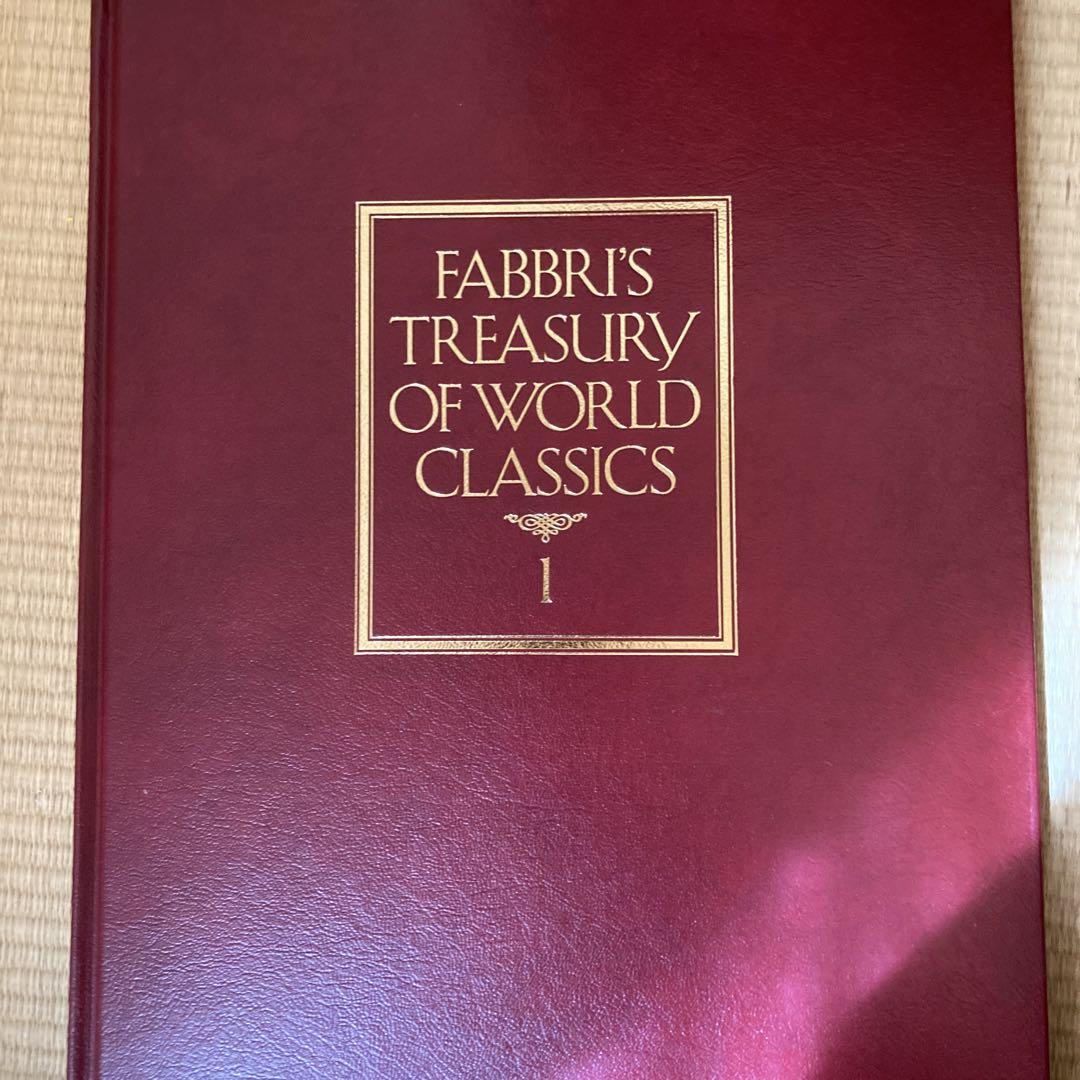 FABBRI'S
TREASURY
OF WORLD
CLASSICS
1